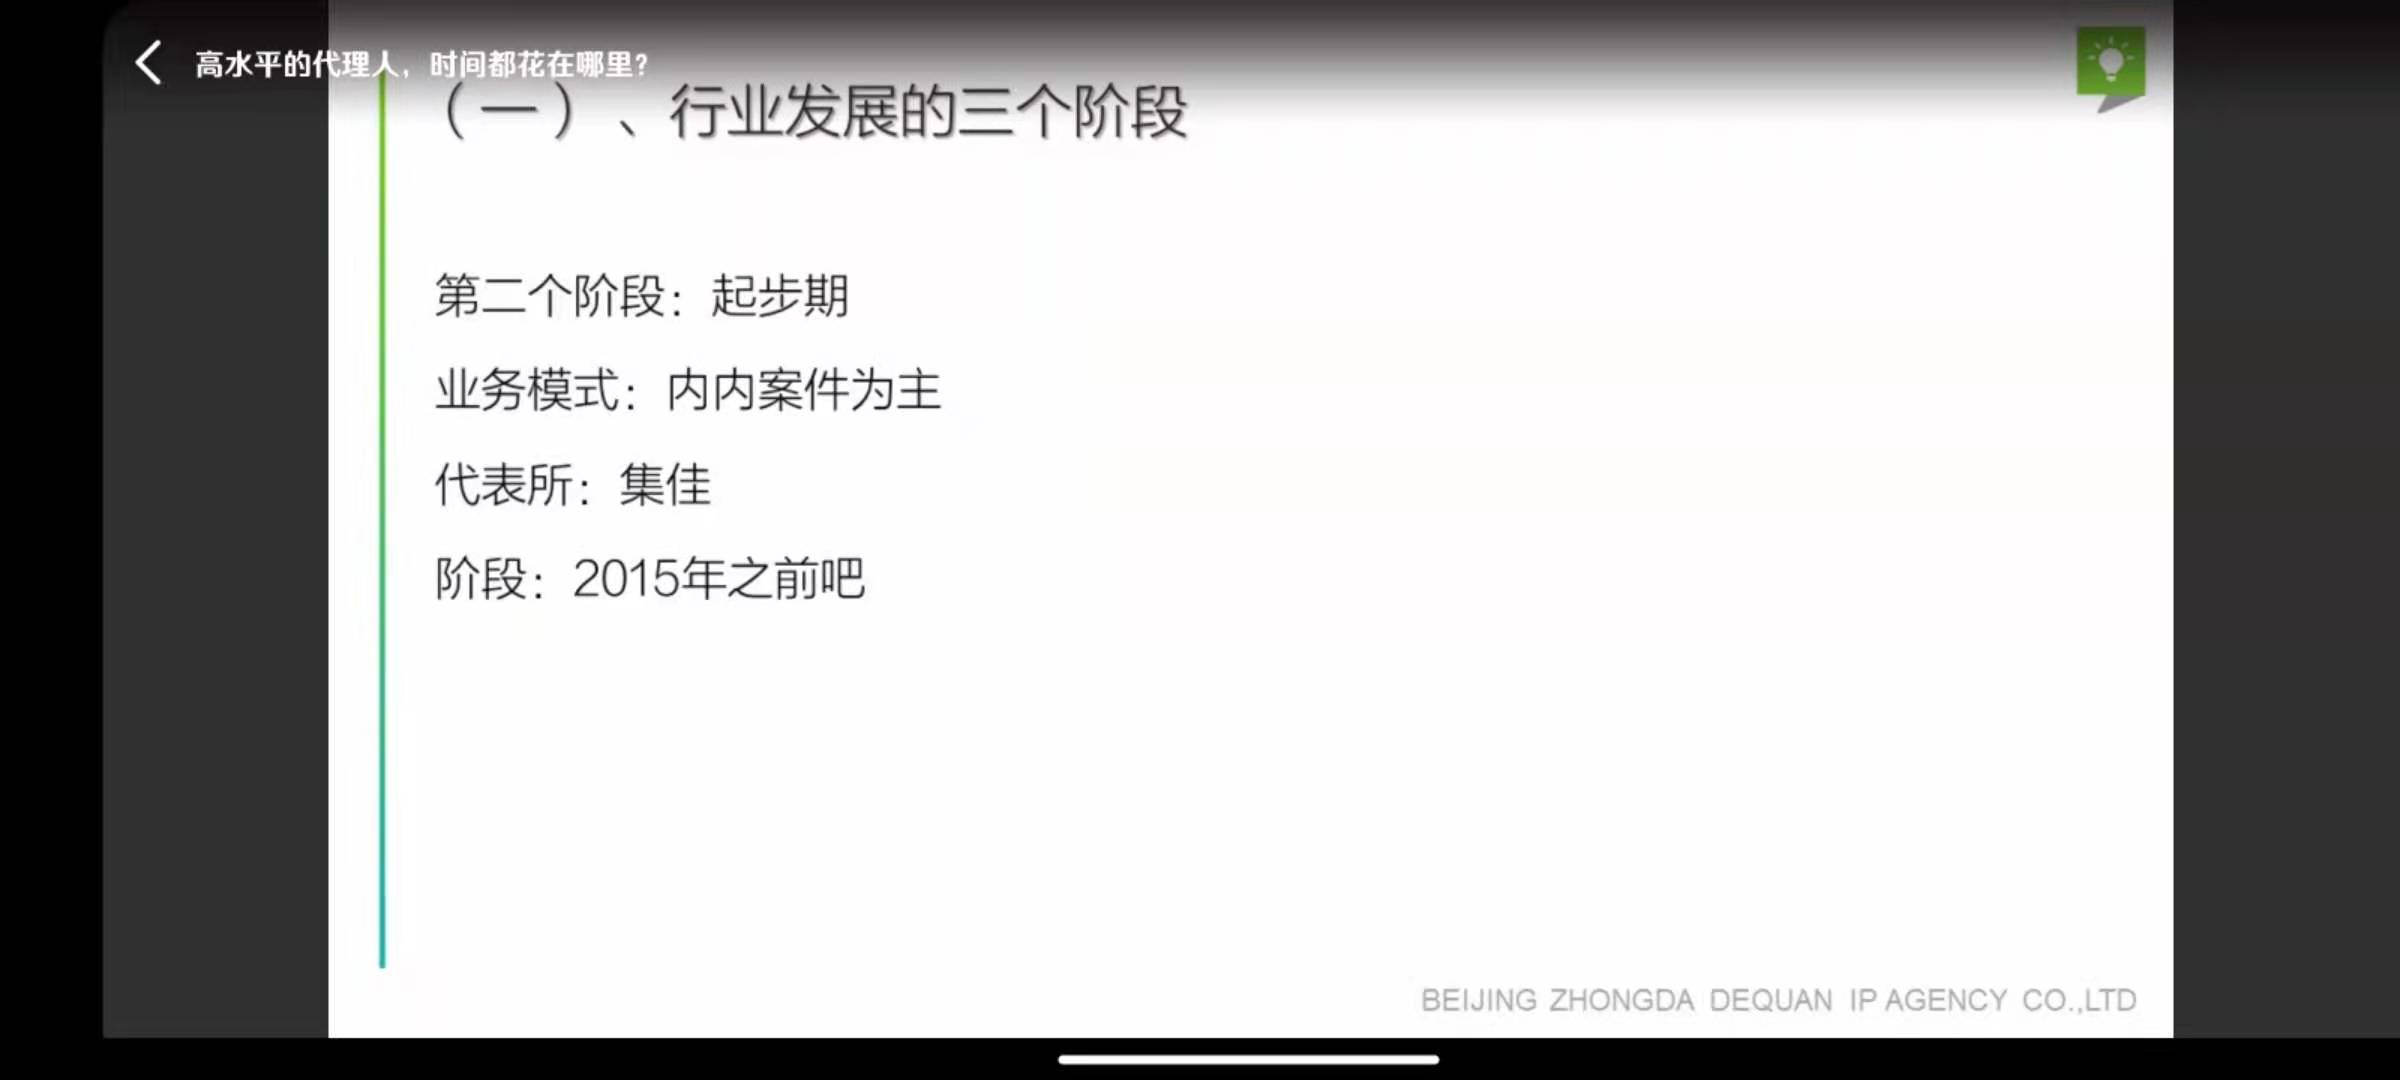 高水平的代理人，时间都花在哪里？
（一）、行业发展的三个阶段
第二个阶段：起步期
业务模式：内内案件为主
代表所：集佳
阶段：2015年之前吧
BEIJING ZHONGDA DEQUAN IP AGENCY CO.,LTD